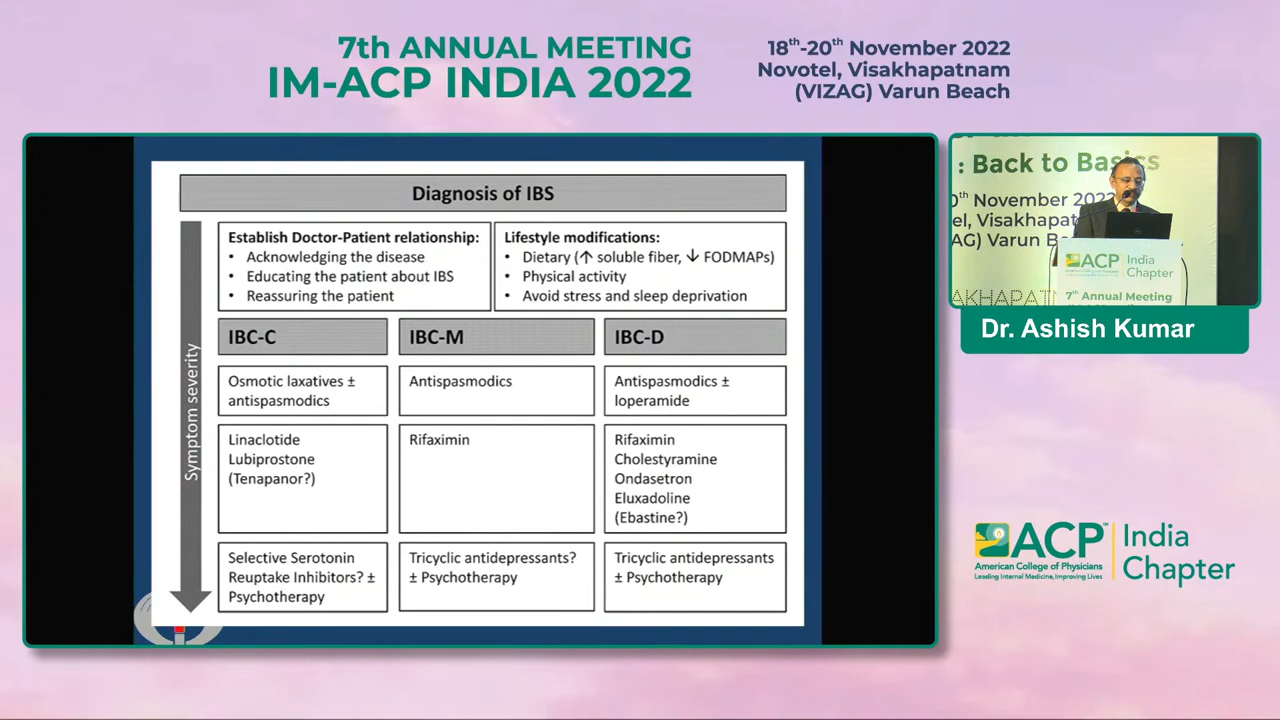 7th ANNUAL MEETING
IM-ACP INDIA 2022
18th-20th November 2022
Novotel, Visakhapatnam
(VIZAG) Varun Beach
Diagnosis of IBS
Symptom severity
Establish Doctor-Patient relationship:
• Acknowledging the disease
• Educating the patient about IBS
• Reassuring the patient
Lifestyle modifications:
• Dietary (↑ soluble fiber, ↓ FODMAPs)
• Physical activity
• Avoid stress and sleep deprivation
IBC-C
IBC-M
IBC-D
Osmotic laxatives ±
antispasmodics
Antispasmodics
Antispasmodics ±
loperamide
Linaclotide
Lubiprostone
(Tenapanor?)
Rifaximin
Rifaximin
Cholestyramine
Ondasetron
Eluxadoline
(Ebastine?)
Selective Serotonin
Reuptake Inhibitors? ±
Psychotherapy
Tricyclic antidepressants?
± Psychotherapy
Tricyclic antidepressants
± Psychotherapy
: Back to Basics
th November 2022
el, Visakhapat
AG) Varun Be
AKHAPATN
ACP
India
Chapter
7th Annual Meeting
Dr. Ashish Kumar
ACP
American College of Physicians
Leading Internal Medicine, Improving Lives
India
Chapter